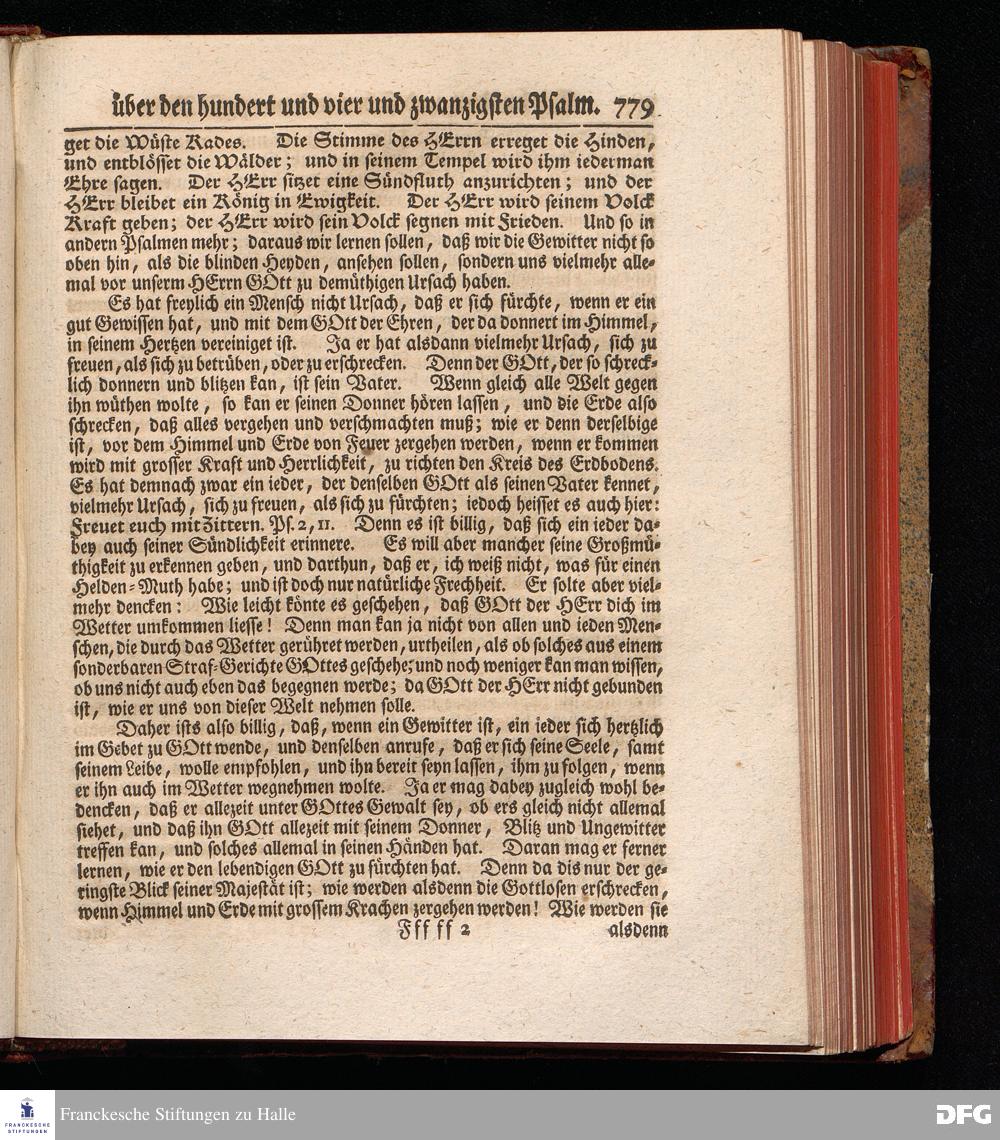 über den hundert und vier und zwanzigsten Psalm. 779
get die Wüste Kades. Die Stimme des HErrn erreget die Hinden,
und entblösset die Wälder; und in seinem Tempel wird ihm iederman
Ehre sagen. Der HErr sitzet eine Sündfluth anzurichten; und der
HErr bleibet ein König in Ewigkeit. Der HErr wird seinem Volck
Kraft geben; der HErr wird sein Volck segnen mit Frieden. Und so in
andern Psalmen mehr; daraus wir lernen sollen, daß wir die Gewitter nicht so
oben hin, als die blinden Heyden, ansehen sollen, sondern uns vielmehr alle-
mal vor unserm HErrn GOtt zu demüthigen Ursach haben.
Es hat freylich ein Mensch nicht Ursach, daß er sich fürchte, wenn er ein
gut Gewissen hat, und mit dem GOtt der Ehren, der da donnert im Himmel,
in seinem Hertzen vereiniget ist. Ja er hat alsdann vielmehr Ursach, sich zu
freuen, als sich zu betrüben, oder zu erschrecken. Denn der GOtt, der so schreck-
lich donnern und blitzen kan, ist sein Vater. Wenn gleich alle Welt gegen
ihn wüthen wolte, so kan er seinen Donner hören lassen, und die Erde also
schrecken, daß alles vergehen und verschmachten muß; wie er denn derselbige
ist, vor dem Himmel und Erde von Feuer zergehen werden, wenn er kommen
wird mit grosser Kraft und Herrlichkeit, zu richten den Kreis des Erdbodens.
Es hat demnach zwar ein ieder, der denselben GOtt als seinen Vater kennet,
vielmehr Ursach, sich zu freuen, als sich zu fürchten; iedoch heisset es auch hier:
Freuet euch mit Zittern. Ps. 2, 11. Denn es ist billig, daß sich ein ieder da-
bey auch seiner Sündlichkeit erinnere. Es will aber mancher seine Großmü-
thigkeit zu erkennen geben, und darthun, daß er, ich weiß nicht, was für einen
Helden-Muth habe; und ist doch nur natürliche Frechheit. Er solte aber viel-
mehr dencken: Wie leicht könte es geschehen, daß GOtt der HErr dich im
Wetter umkommen liesse! Denn man kan ja nicht von allen und ieden Men-
schen, die durch das Wetter gerühret werden, urtheilen, als ob solches aus einem
sonderbaren Straf-Gerichte GOttes geschehe; und noch weniger kan man wissen,
ob uns nicht auch eben das begegnen werde; da GOtt der HErr nicht gebunden
ist, wie er uns von dieser Welt nehmen solle.
Daher ists also billig, daß, wenn ein Gewitter ist, ein ieder sich hertzlich
im Gebet zu GOtt wende, und denselben anrufe, daß er sich seine Seele, samt
seinem Leibe, wolle empfohlen, und ihn bereit seyn lassen, ihm zu folgen, wenn
er ihn auch im Wetter wegnehmen wolte. Ja er mag dabey zugleich wohl be-
dencken, daß er allezeit unter GOttes Gewalt sey, ob ers gleich nicht allemal
siehet, und daß ihn GOtt allezeit mit seinem Donner, Blitz und Ungewitter
treffen kan, und solches allemal in seinen Händen hat. Daran mag er ferner
lernen, wie er den lebendigen GOtt zu fürchten hat. Denn da dis nur der ge-
ringste Blick seiner Majestät ist; wie werden alsdenn die Gottlosen erschrecken,
wenn Himmel und Erde mit grossem Krachen zergehen werden! Wie werden sie
Fff ff 2 alsdenn
FRANCKESCHE
STIFTUNGEN
Franckesche Stiftungen zu Halle
DFG